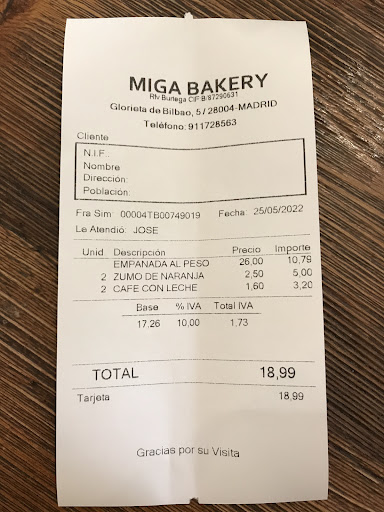 MIGA BAKERY
Rfv Burtega CIF B/87290631
Glorieta de Bilbao, 5 / 28004-MADRID
Teléfono: 911728563
Cliente
N.I.F.:
Nombre
Dirección:
Población:
Fra Sim: 00004TB00749019 Fecha: 25/05/2022
Le Atendió: JOSE
Unid Descripción Precio Importe
EMPANADA AL PESO 26,00 10,79
2 ZUMO DE NARANJA 2,50 5,00
2 CAFE CON LECHE 1,60 3,20
Base % IVA Total IVA
17,26 10,00 1,73
TOTAL 18,99
Tarjeta 18,99
Gracias por su Visita